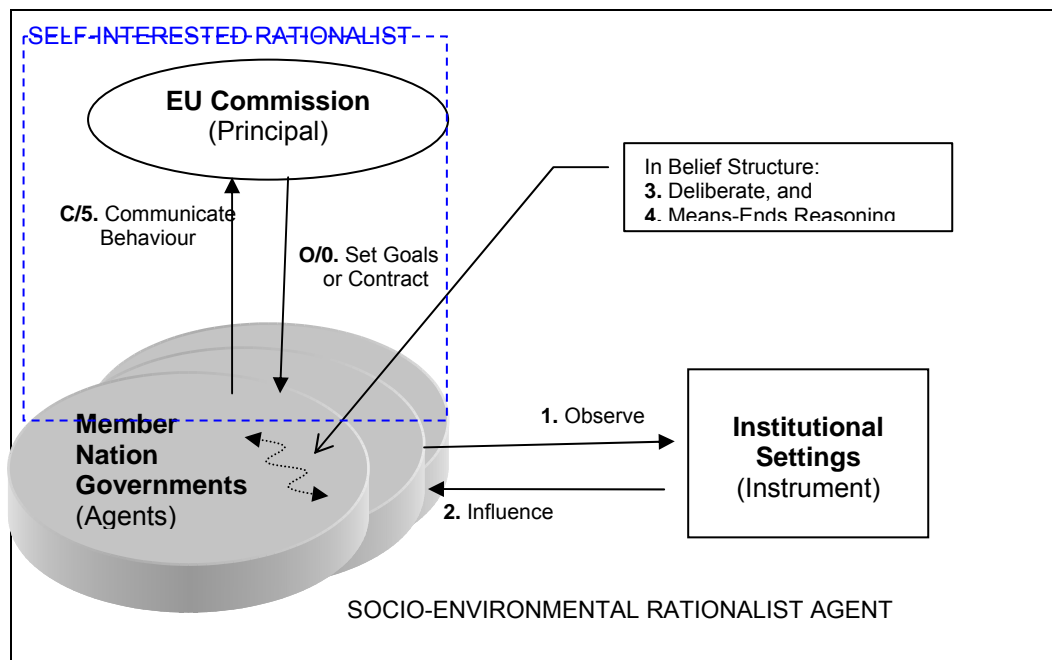 SELF-INTERESTED RATIONALIST
EU Commission
(Principal)
In Belief Structure:
3. Deliberate, and
4. Means-Ends Reasoning
C/5. Communicate
Behaviour
O/0. Set Goals
or Contract
Member
Nation
Governments
(Agents)
1. Observe
2. Influence
Institutional
Settings
(Instrument)
SOCIO-ENVIRONMENTAL RATIONALIST AGENT